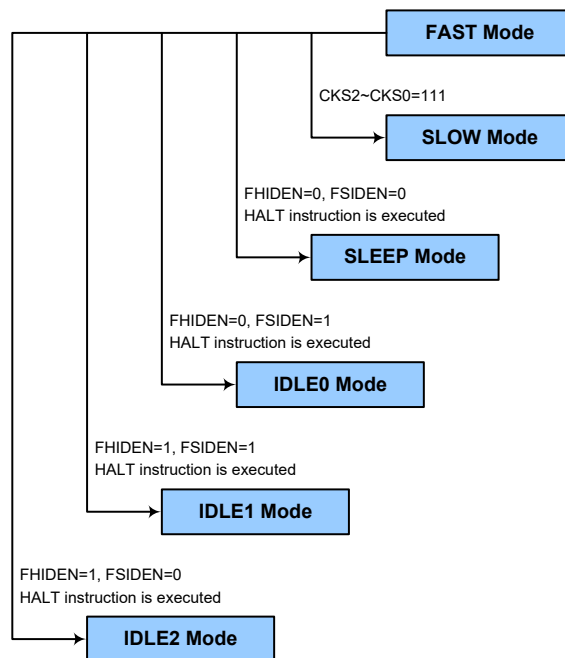 FAST Mode
CKS2~CKS0=111
SLOW Mode
FHIDEN=0, FSIDEN=0
HALT instruction is executed
SLEEP Mode
FHIDEN=0, FSIDEN=1
HALT instruction is executed
IDLE0 Mode
FHIDEN=1, FSIDEN=1
HALT instruction is executed
IDLE1 Mode
FHIDEN=1, FSIDEN=0
HALT instruction is executed
IDLE2 Mode